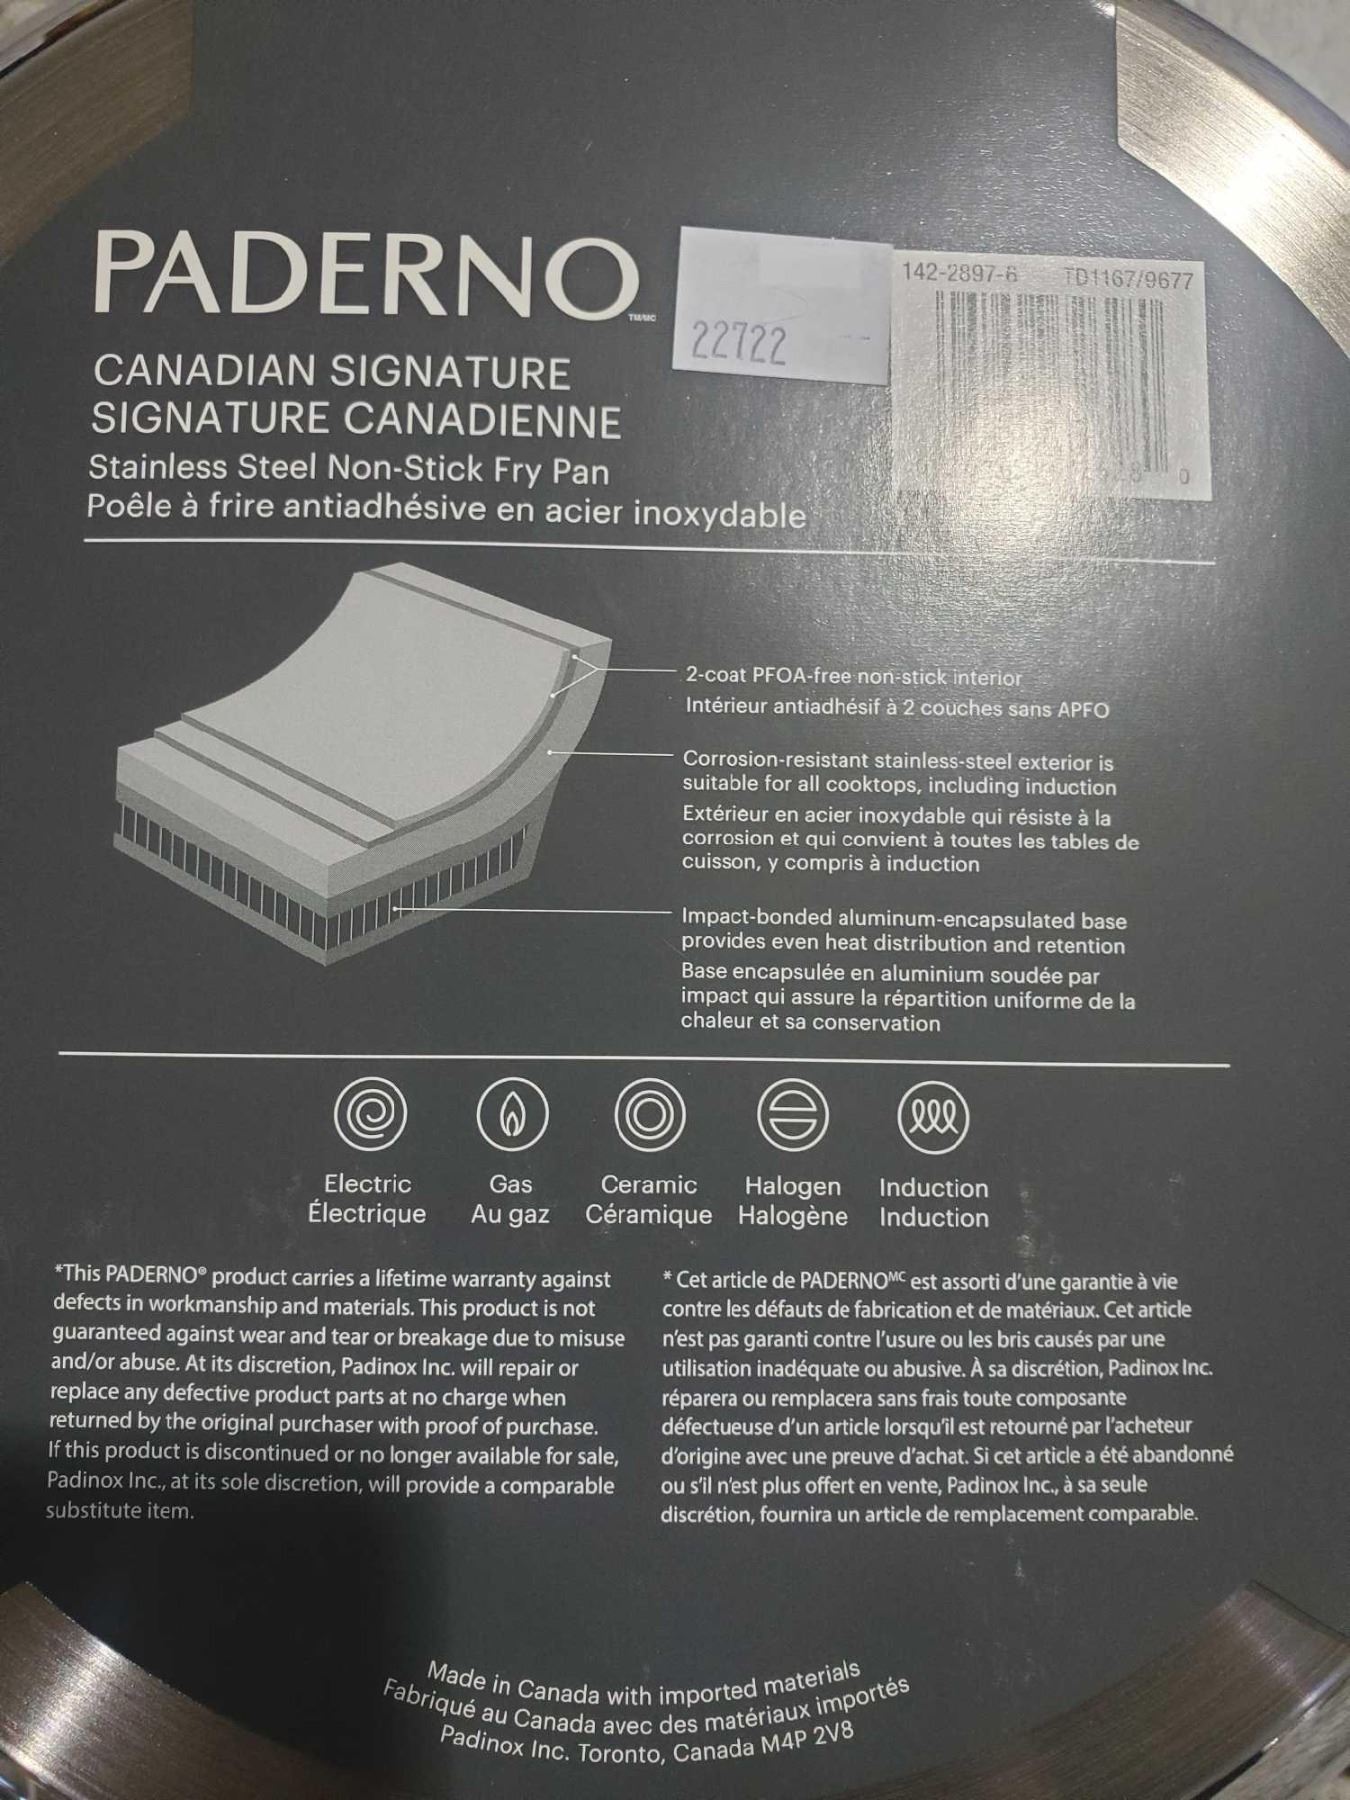 PADERNO
TM/MC
22722
142-2897-6 TD1167/9677
0
CANADIAN SIGNATURE
SIGNATURE CANADIENNE
Stainless Steel Non-Stick Fry Pan
Poêle à frire antiadhésive en acier inoxydable
2-coat PFOA-free non-stick interior
Intérieur antiadhésif à 2 couches sans APFO
Corrosion-resistant stainless-steel exterior is
suitable for all cooktops, including induction
Extérieur en acier inoxydable qui résiste à la
corrosion et qui convient à toutes les tables de
cuisson, y compris à induction
Impact-bonded aluminum-encapsulated base
provides even heat distribution and retention
Base encapsulée en aluminium soudée par
impact qui assure la répartition uniforme de la
chaleur et sa conservation
Electric Gas Ceramic Halogen Induction
Électrique Au gaz Céramique Halogène Induction
*This PADERNO® product carries a lifetime warranty against
defects in workmanship and materials. This product is not
guaranteed against wear and tear or breakage due to misuse
and/or abuse. At its discretion, Padinox Inc. will repair or
replace any defective product parts at no charge when
returned by the original purchaser with proof of purchase.
If this product is discontinued or no longer available for sale,
Padinox Inc., at its sole discretion, will provide a comparable
substitute item.
* Cet article de PADERNOᴹᶜ est assorti d'une garantie à vie
contre les défauts de fabrication et de matériaux. Cet article
n'est pas garanti contre l'usure ou les bris causés par une
utilisation inadéquate ou abusive. À sa discrétion, Padinox Inc.
réparera ou remplacera sans frais toute composante
défectueuse d'un article lorsqu'il est retourné par l'acheteur
d'origine avec une preuve d'achat. Si cet article a été abandonné
ou s'il n'est plus offert en vente, Padinox Inc., à sa seule
discrétion, fournira un article de remplacement comparable.
Made in Canada with imported materials
Fabriqué au Canada avec des matériaux importés
Padinox Inc. Toronto, Canada M4P 2V8